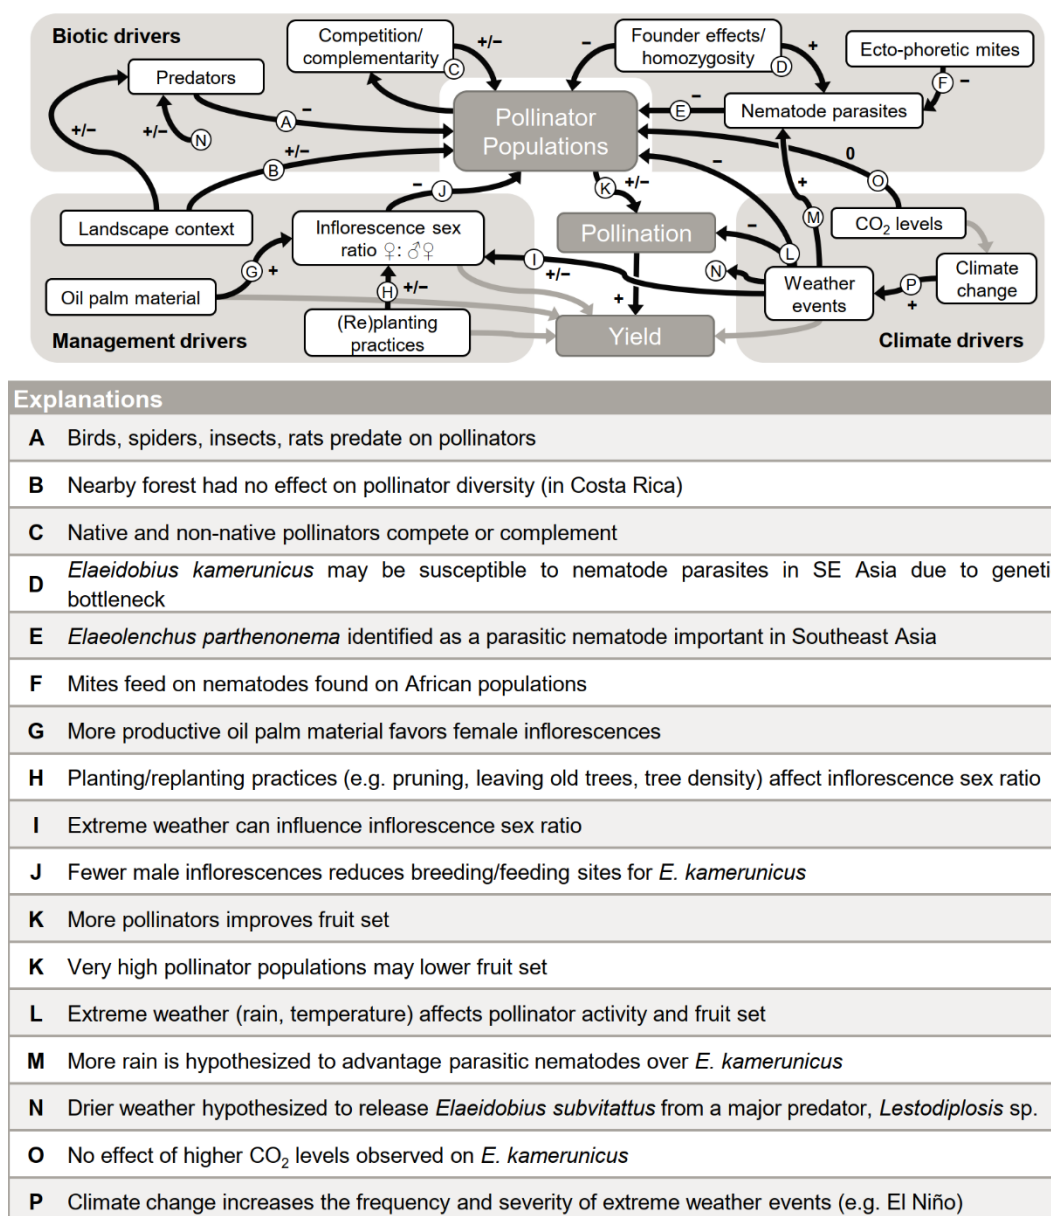 Biotic drivers
Competition/
complementarity
+/−
C
−
Founder effects/
homozygosity
D
+
Ecto-phoretic mites
F
−
Predators
−
A
+/−
+/−
N
+/−
B
Pollinator
Populations
E
−
Nematode parasites
0
O
−
+
M
−
J
K
+/−
Landscape context
Inflorescence sex
ratio ♀: ♂♀
Pollination
−
L
CO₂ levels
G
+
I
+/−
N
Weather
events
P
+
Climate
change
Oil palm material
H
+/−
+
(Re)planting
practices
Yield
Management drivers
Climate drivers
Explanations
A Birds, spiders, insects, rats predate on pollinators
B Nearby forest had no effect on pollinator diversity (in Costa Rica)
C Native and non-native pollinators compete or complement
D Elaeidobius kamerunicus may be susceptible to nematode parasites in SE Asia due to geneti
bottleneck
E Elaeolenchus parthenonema identified as a parasitic nematode important in Southeast Asia
F Mites feed on nematodes found on African populations
G More productive oil palm material favors female inflorescences
H Planting/replanting practices (e.g. pruning, leaving old trees, tree density) affect inflorescence sex ratio
I Extreme weather can influence inflorescence sex ratio
J Fewer male inflorescences reduces breeding/feeding sites for E. kamerunicus
K More pollinators improves fruit set
K Very high pollinator populations may lower fruit set
L Extreme weather (rain, temperature) affects pollinator activity and fruit set
M More rain is hypothesized to advantage parasitic nematodes over E. kamerunicus
N Drier weather hypothesized to release Elaeidobius subvitattus from a major predator, Lestodiplosis sp.
O No effect of higher CO₂ levels observed on E. kamerunicus
P Climate change increases the frequency and severity of extreme weather events (e.g. El Niño)